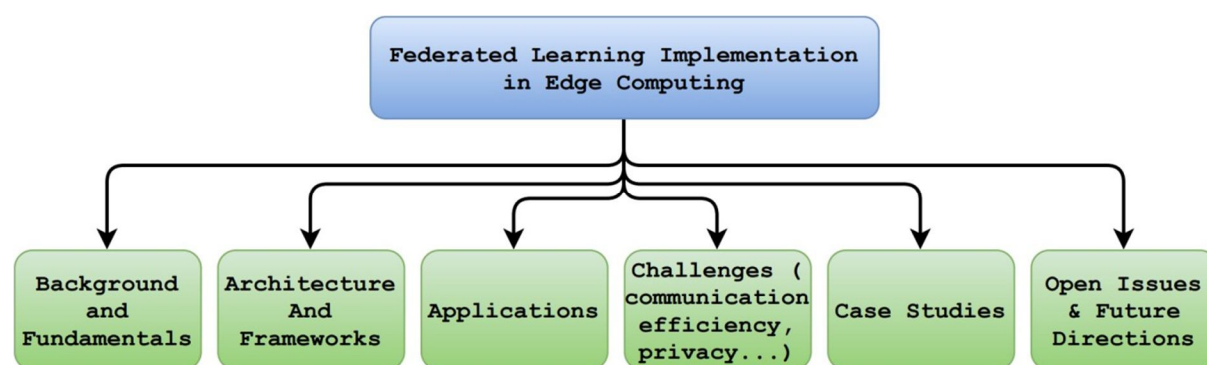 Federated Learning Implementation
in Edge Computing
Background
and
Fundamentals
Architecture
And
Frameworks
Applications
Challenges (
communication
efficiency,
privacy...)
Case Studies
Open Issues
& Future
Directions